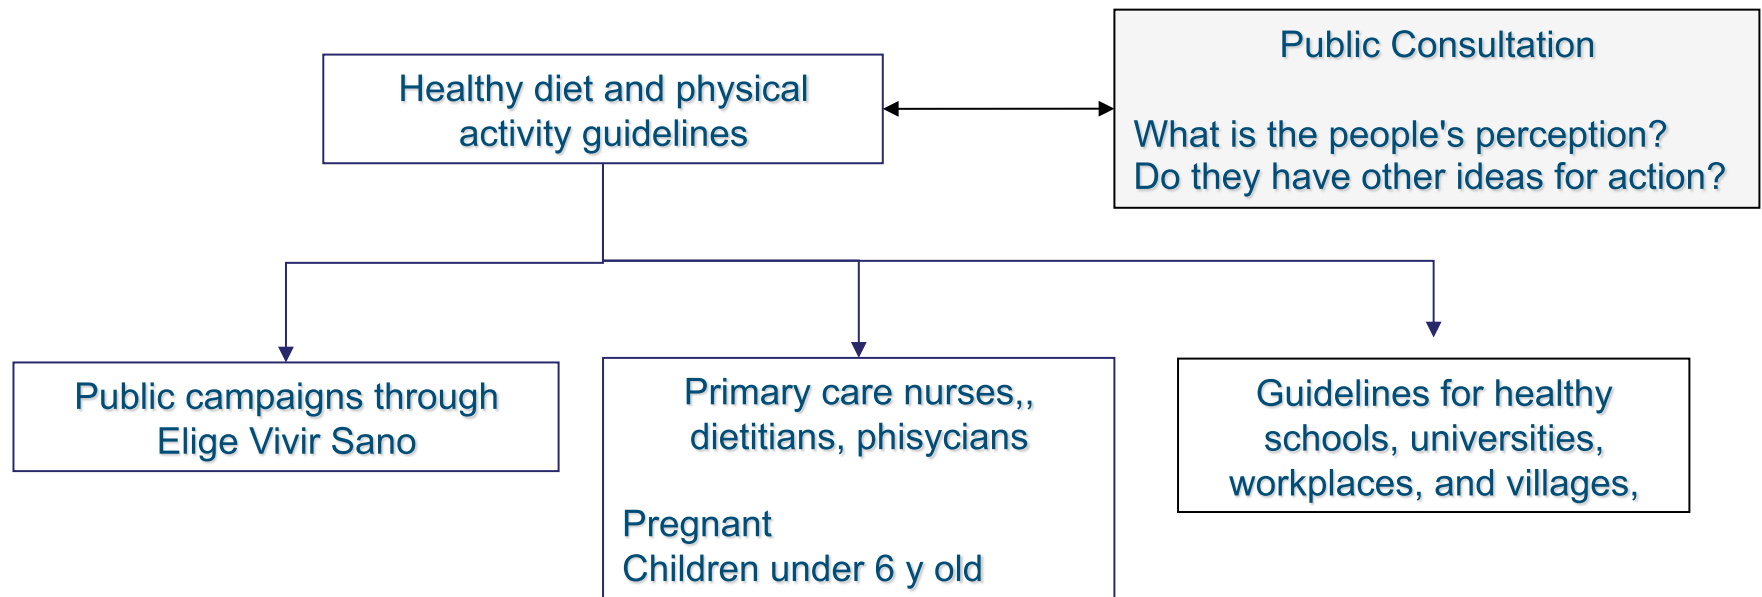 Public Consultation
Healthy diet and physical
activity guidelines
What is the people's perception?
Do they have other ideas for action?
Public campaigns through
Elige Vivir Sano
Primary care nurses,,
dietitians, phisycians
Pregnant
Children under 6 y old
Guidelines for healthy
schools, universities,
workplaces, and villages,